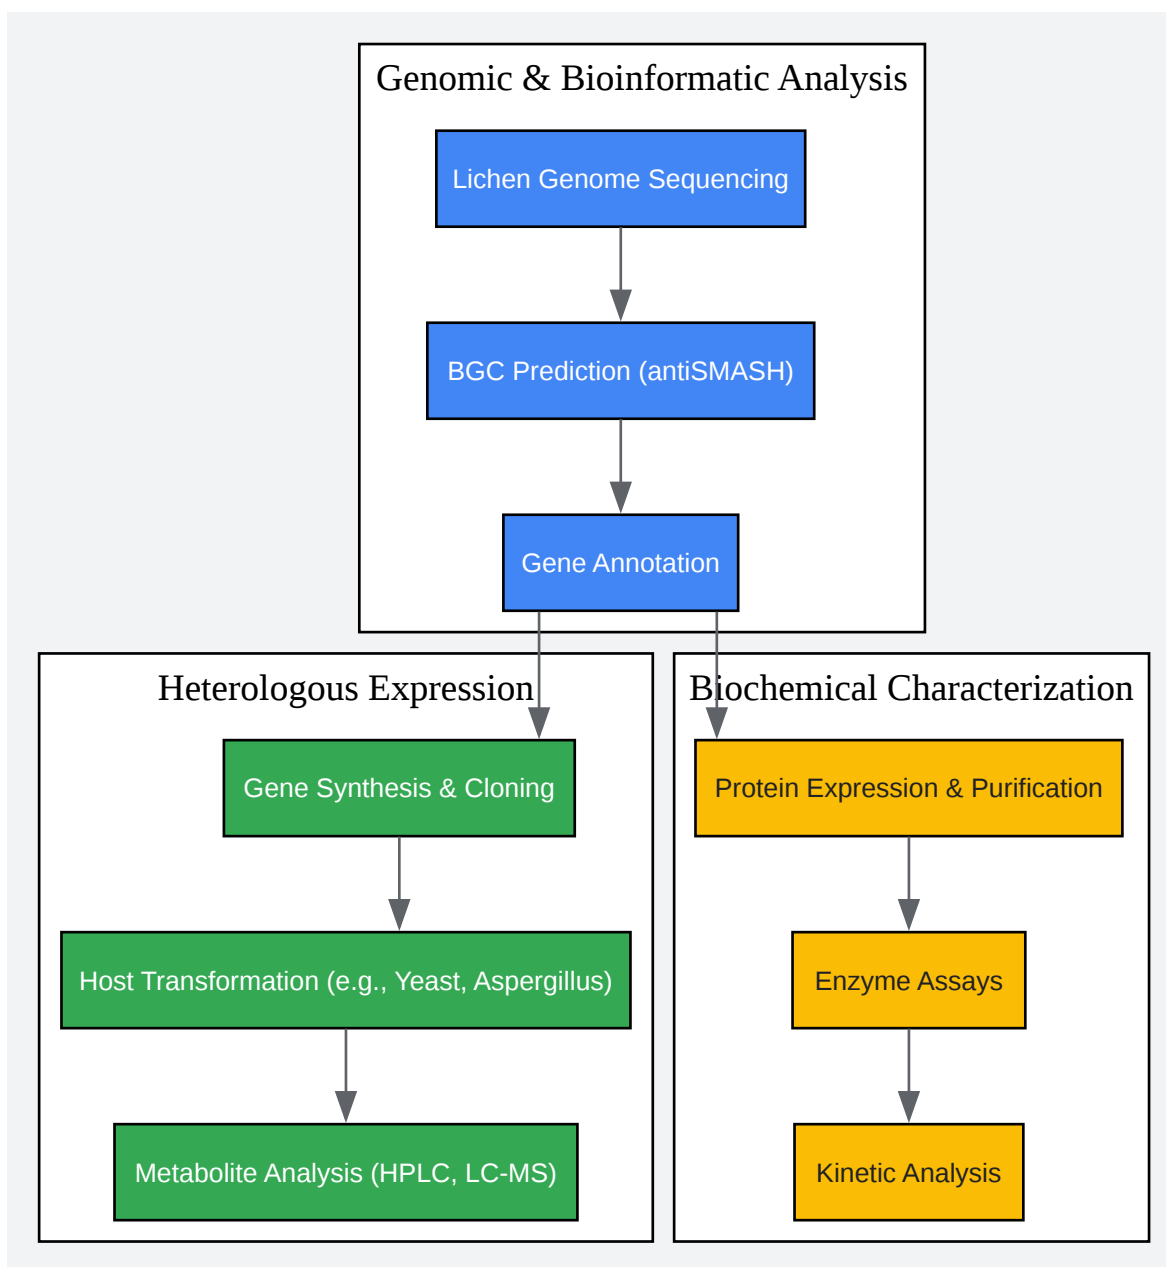 Genomic & Bioinformatic Analysis
Lichen Genome Sequencing
BGC Prediction (antiSMASH)
Gene Annotation
Heterologous Expression
Gene Synthesis & Cloning
Host Transformation (e.g., Yeast, Aspergillus)
Metabolite Analysis (HPLC, LC-MS)
Biochemical Characterization
Protein Expression & Purification
Enzyme Assays
Kinetic Analysis